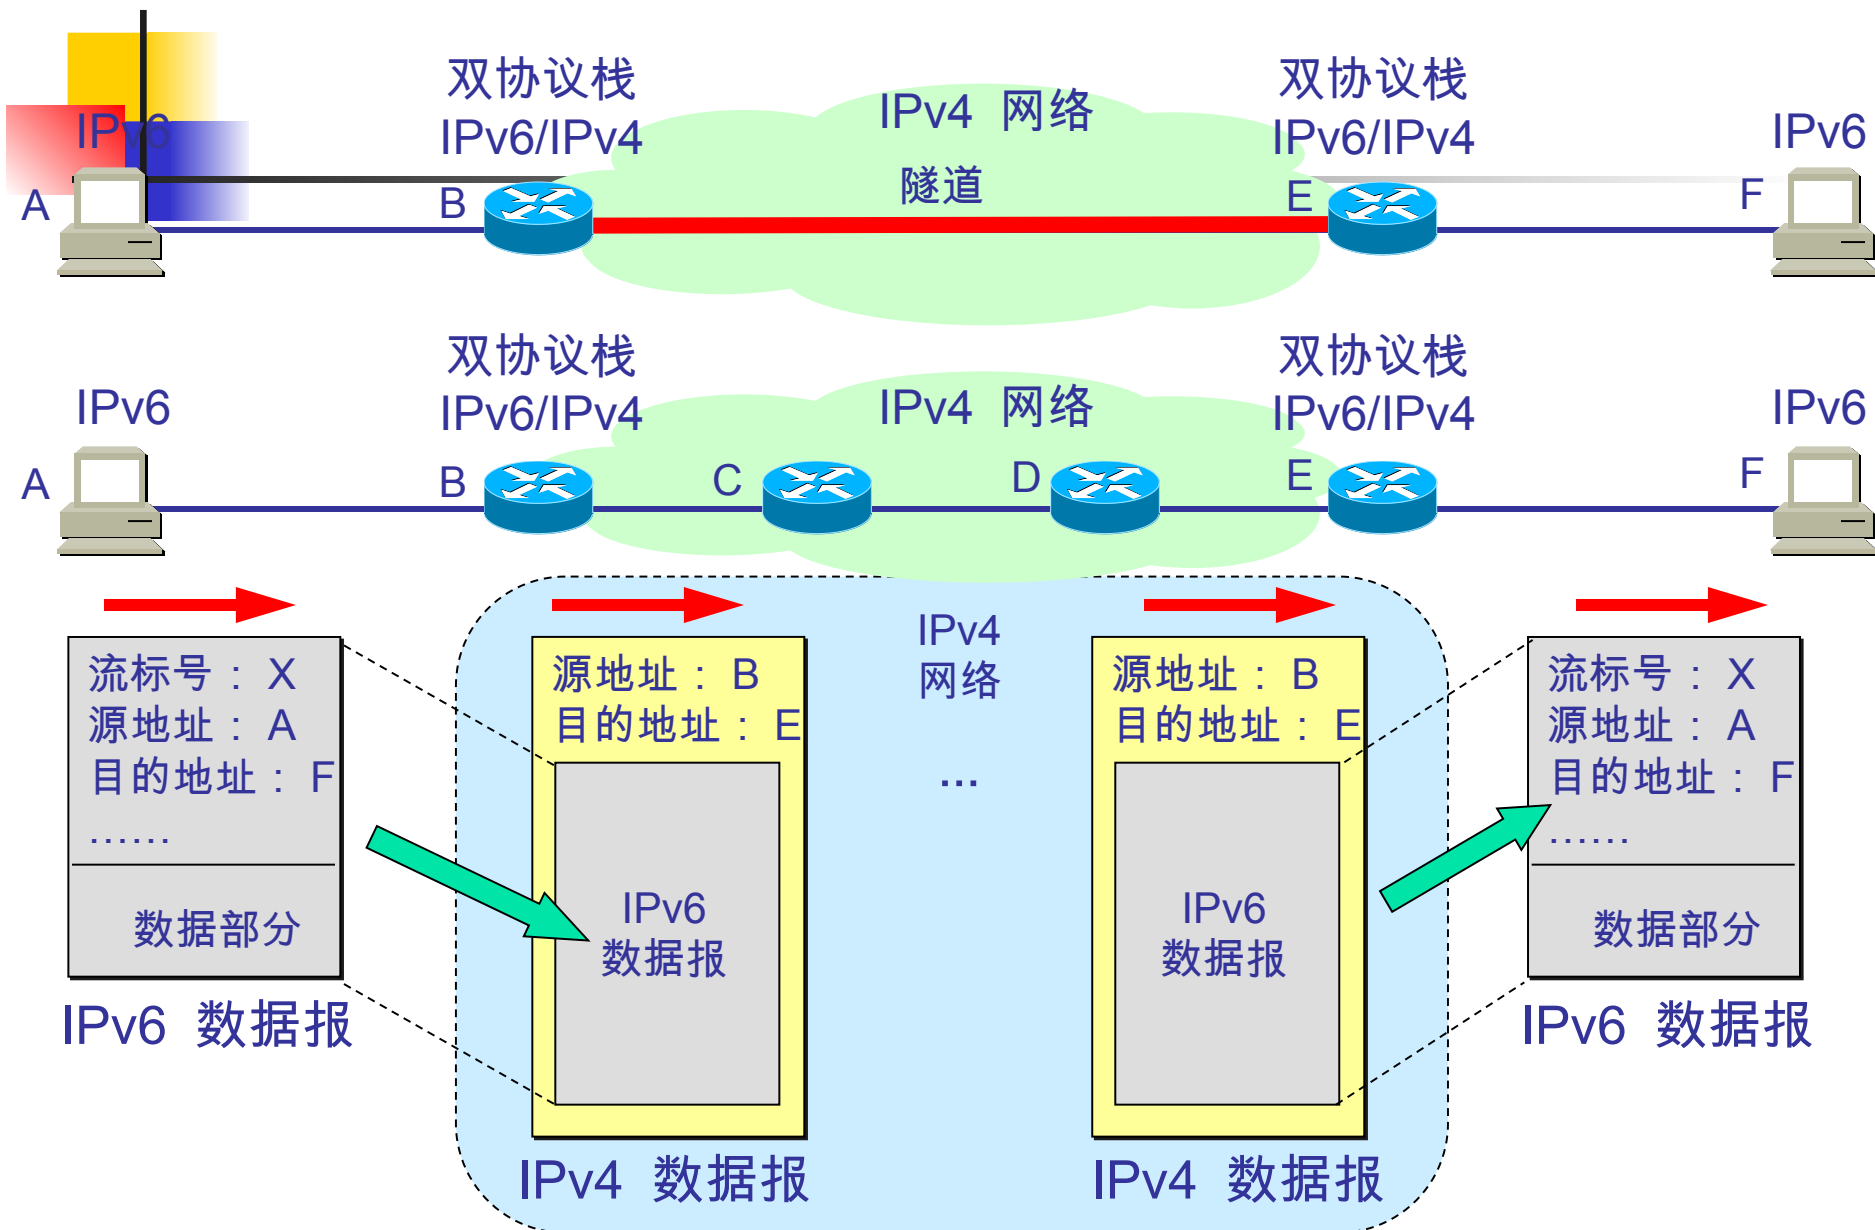 双协议栈
IPv6/IPv4
IPv4 网络
双协议栈
IPv6/IPv4
IPv6
IPv6
隧道
A
B
E
F
双协议栈
IPv6/IPv4
IPv4 网络
双协议栈
IPv6/IPv4
IPv6
IPv6
A
B
C
D
E
F
流标号： X
源地址： A
目的地址： F
……
数据部分
IPv6 数据报
源地址： B
目的地址： E
IPv6
数据报
IPv4 数据报
IPv4
网络
...
源地址： B
目的地址： E
IPv6
数据报
IPv4 数据报
流标号： X
源地址： A
目的地址： F
……
数据部分
IPv6 数据报